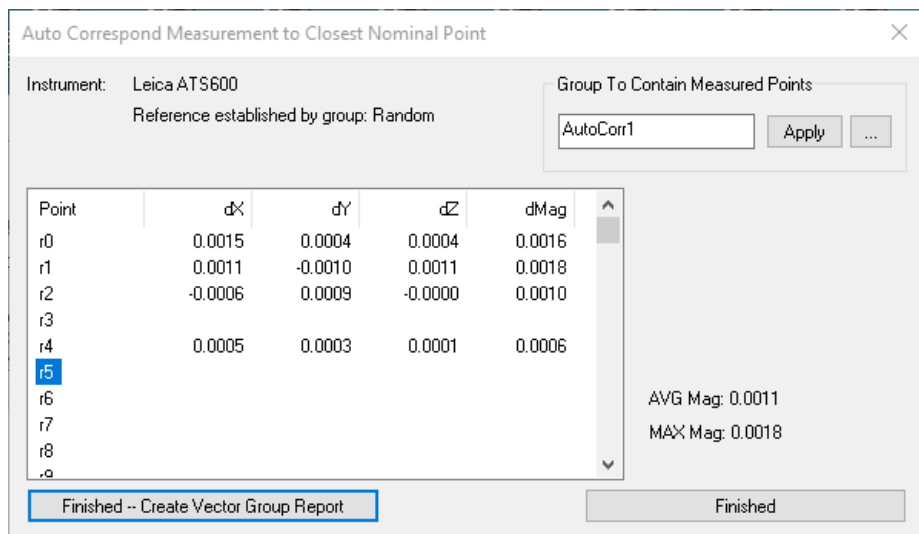 Auto Correspond Measurement to Closest Nominal Point
Instrument: Leica ATS600
Reference established by group: Random
Group To Contain Measured Points
AutoCorr1 Apply ...
Point dX dY dZ dMag
r0 0.0015 0.0004 0.0004 0.0016
r1 0.0011 -0.0010 0.0011 0.0018
r2 -0.0006 0.0009 -0.0000 0.0010
r3
r4 0.0005 0.0003 0.0001 0.0006
r5
r6
r7
r8
r9
AVG Mag: 0.0011
MAX Mag: 0.0018
Finished -- Create Vector Group Report
Finished